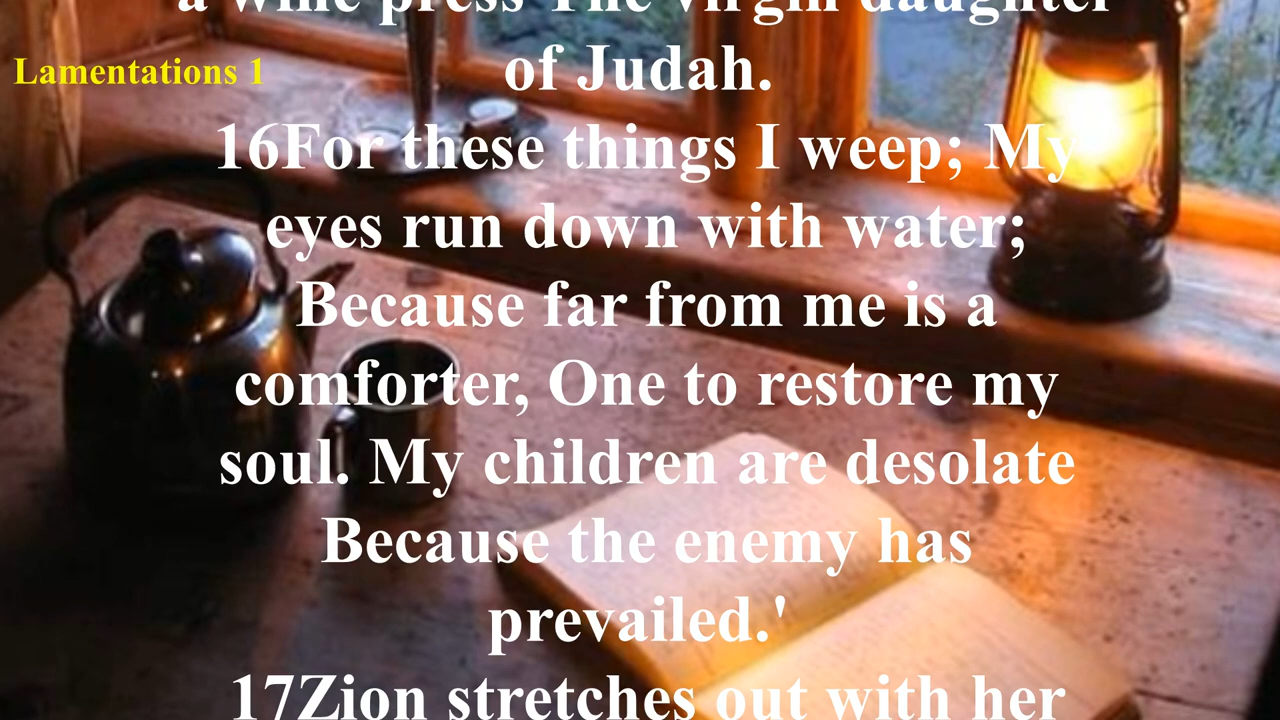 a wine press The virgin daughter
of Judah.
Lamentations 1
16For these things I weep; My
eyes run down with water;
Because far from me is a
comforter, One to restore my
soul. My children are desolate
Because the enemy has
prevailed.'
17Zion stretches out with her